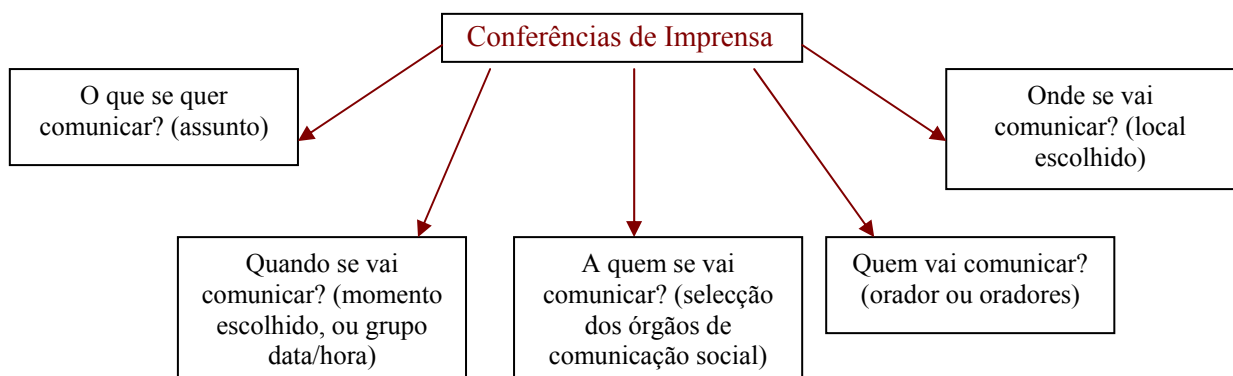 Conferências de Imprensa
O que se quer
comunicar? (assunto)
Onde se vai
comunicar? (local
escolhido)
Quando se vai
comunicar? (momento
escolhido, ou grupo
data/hora)
A quem se vai
comunicar? (selecção
dos órgãos de
comunicação social)
Quem vai comunicar?
(orador ou oradores)